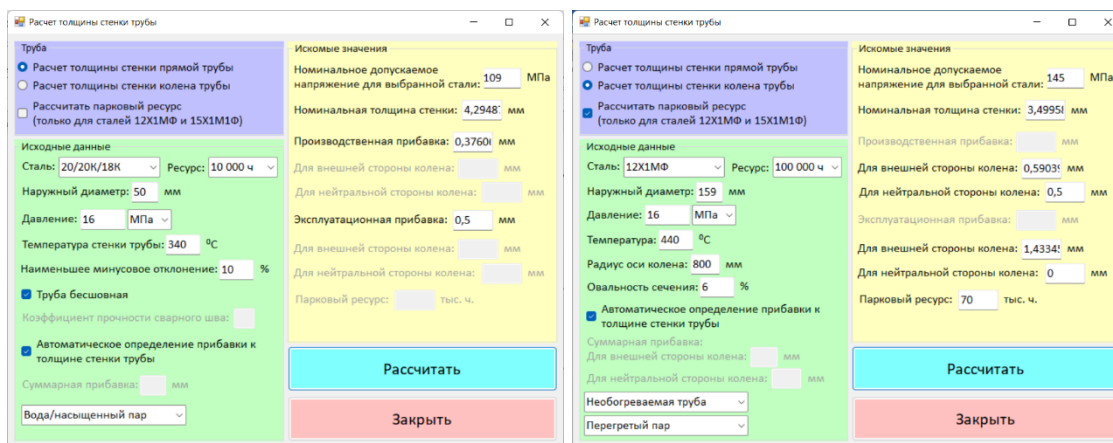 Расчет толщины стенки трубы
Труба
Расчет толщины стенки прямой трубы
Расчет толщины стенки колена трубы
Рассчитать парковый ресурс
(только для сталей 12Х1МФ и 15Х1М1Ф)
Исходные данные
Сталь: 20/20К/18К Ресурс: 10 000 ч
Наружный диаметр: 50 мм
Давление: 16 МПа
Температура стенки трубы: 340 ⁰С
Наименьшее минусовое отклонение: 10 %
Труба бесшовная
Коэффициент прочности сварного шва:
Автоматическое определение прибавки к
толщине стенки трубы
Суммарная прибавка: мм
Вода/насыщенный пар
Искомые значения
Номинальное допускаемое
напряжение для выбранной стали: 109 МПа
Номинальная толщина стенки: 4,2948 мм
Производственная прибавка: 0,3760 мм
Для внешней стороны колена: мм
Для нейтральной стороны колена: мм
Эксплуатационная прибавка: 0,5 мм
Для внешней стороны колена: мм
Для нейтральной стороны колена: мм
Парковый ресурс: тыс. ч.
Рассчитать
Закрыть
Расчет толщины стенки трубы
Труба
Расчет толщины стенки прямой трубы
Расчет толщины стенки колена трубы
Рассчитать парковый ресурс
(только для сталей 12Х1МФ и 15Х1М1Ф)
Исходные данные
Сталь: 12Х1МФ Ресурс: 100 000 ч
Наружный диаметр: 159 мм
Давление: 16 МПа
Температура: 440 ⁰С
Радиус оси колена: 800 мм
Овальность сечения: 6 %
Автоматическое определение прибавки к
толщине стенки трубы
Суммарная прибавка:
Для внешней стороны колена: мм
Для нейтральной стороны колена: мм
Необогреваемая труба
Перегретый пар
Искомые значения
Номинальное допускаемое
напряжение для выбранной стали: 145 МПа
Номинальная толщина стенки: 3,4995 мм
Производственная прибавка: мм
Для внешней стороны колена: 0,5903 мм
Для нейтральной стороны колена: 0,5 мм
Эксплуатационная прибавка: мм
Для внешней стороны колена: 1,4334 мм
Для нейтральной стороны колена: 0 мм
Парковый ресурс: 70 тыс. ч.
Рассчитать
Закрыть